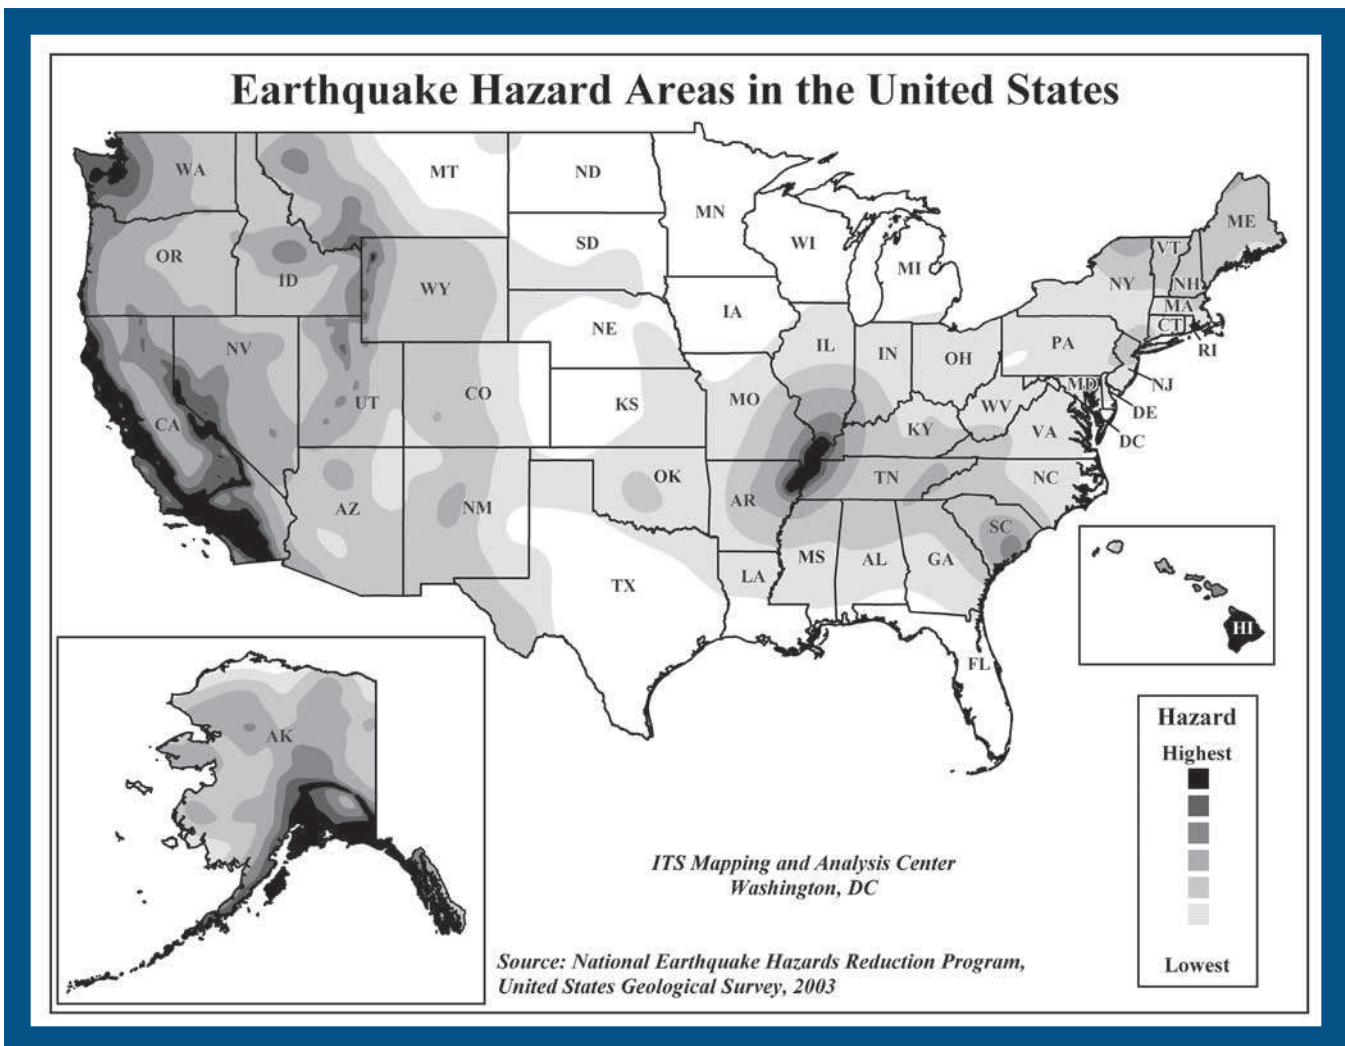 Earthquake Hazard Areas in the United States
WA
MT
ND
MN
OR
ID
WY
SD
WI
MI
NY
VT
ME
NH
MA
CT
RI
NV
UT
CO
NE
IA
IL
IN
OH
PA
NJ
CA
KS
MO
KY
WV
VA
MD
DE
DC
AZ
NM
OK
AR
TN
NC
SC
TX
LA
MS
AL
GA
FL
HI
AK
Hazard
Highest
Lowest
ITS Mapping and Analysis Center
Washington, DC
Source: National Earthquake Hazards Reduction Program,
United States Geological Survey, 2003